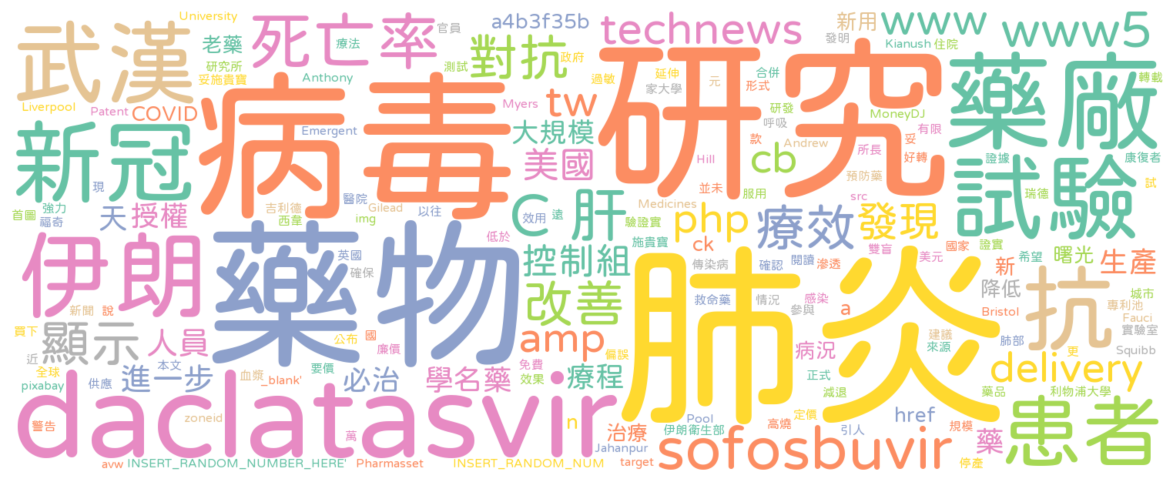 武漢
University
老藥
研究所
妥施貴寶
Liverpool
Patent
COVID
死亡率
療法
官員
測試
Anthony
對抗
政府
過敏
a4b3f35b
technews
延伸
家大學
元
合併
形式
研發
呼吸
新用
發明
www
Kianush
住院
MoneyDJ
www5
轉載
新冠
病毒
Emergent
Myers
tw
大規模
美國
研究
cb
Hill
Andrew
款
妥
所長
預防藥
有限
好轉
藥廠
證據
康復者
試驗
瑞德
試
現
首圖
強力
福奇
天
授權
吉利德
西韋
Gilead
醫院
img
以往
C
肝
效用
遠
驗證實
施貴寶
並未
Medicines
服用
src
php
療效
發現
雙盲
國家
美元
證實
希望
曙光
生產
城市
新
降低
專利池
Fauci
實驗室
伊朗
藥物
英國
確保
低於
控制組
ck
傳染病
確認
閱讀
滲透
改善
救命藥
情況
參與
感染
a
抗
Bristol
新聞
說
買下
顯示
人員
近
公布
國
廉價
amp
偏誤
肺炎
病況
建議
來源
肺部
更
Squibb
全球
本文
要價
免費
效果
pixabay
供應
進一步
血漿
_blank'
必治
學名藥
療程
正式
減退
delivery
藥品
利物浦大學
daclatasvir
zoneid
萬
n
Pool
定價
href
引人
警告
治療
伊朗衛生部
高燒
藥
規模
患者
avw
INSERT_RANDOM_NUMBER_HERE'
Pharmasset
INSERT_RANDOM_NUM
Jahanpur
target
sofosbuvir
停產